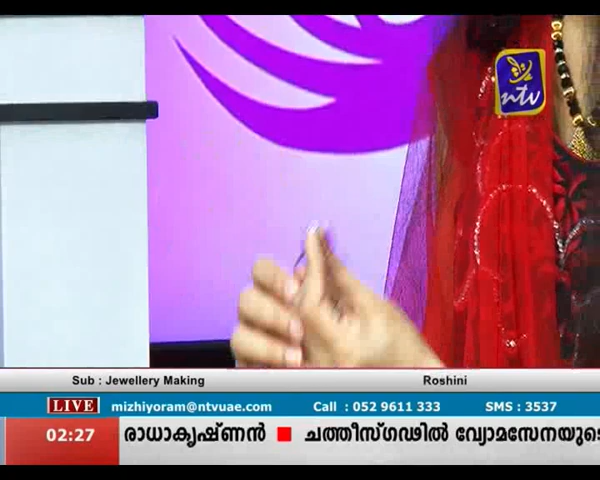 ntv
Sub : Jewellery Making Roshini
LIVE mizhiyoram@ntvuae.com Call : 052 9611 333 SMS : 3537
02:27 രാധാകൃഷ്ണൻ ■ ചത്തീസ്ഗഢിൽ വ്യോമസേനയുടെ